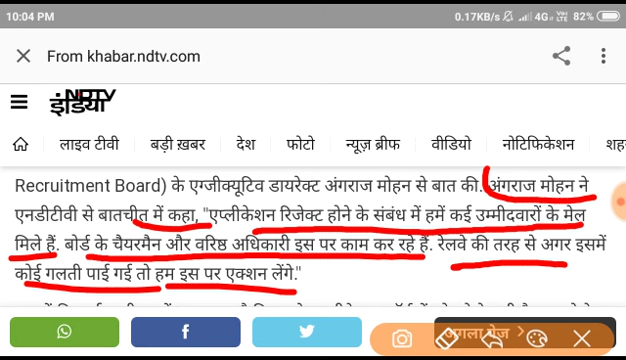 10:04 PM 0.17KB/s 4G VoLTE 82%
From khabar.ndtv.com
NDTV
इंडिया
लाइव टीवी बड़ी ख़बर देश फोटो न्यूज़ ब्रीफ वीडियो नोटिफिकेशन शह
Recruitment Board) के एग्जीक्यूटिव डायरेक्ट अंगराज मोहन से बात की. अंगराज मोहन ने
एनडीटीवी से बातचीत में कहा, "एप्लीकेशन रिजेक्ट होने के संबंध में हमें कई उम्मीदवारों के मेल
मिले हैं. बोर्ड के चैयरमैन और वरिष्ठ अधिकारी इस पर काम कर रहे हैं. रेलवे की तरह से अगर इसमें
कोई गलती पाई गई तो हम इस पर एक्शन लेंगे."